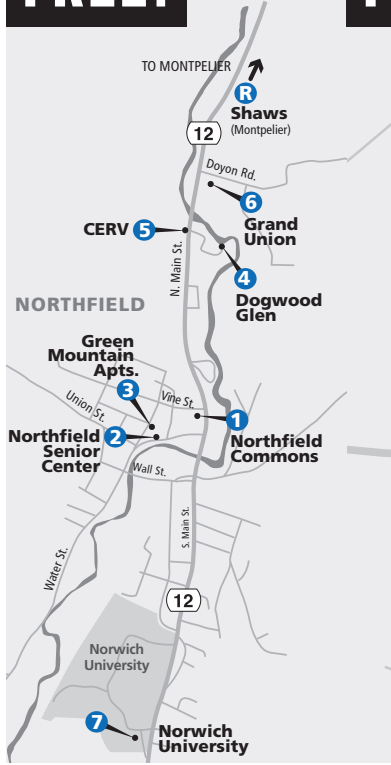 TO MONTPELIER
R
Shaws
(Montpelier)
12
Doyon Rd.
6
Grand
Union
CERV 5
N. Main St.
4
Dogwood
Glen
NORTHFIELD
Green
Mountain
Apts.
3
Vine St.
Union St.
1
Northfield
Commons
Northfield 2
Senior
Center
Wall St.
S. Main St.
Water St.
12
Norwich
University
7
Norwich
University